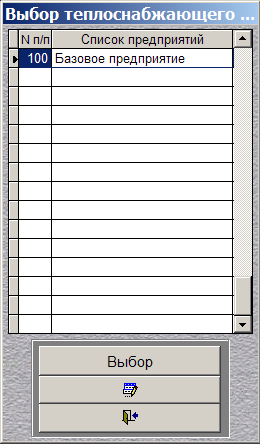 Выбор теплоснабжающего ...
N п/п Список предприятий
100 Базовое предприятие
Выбор